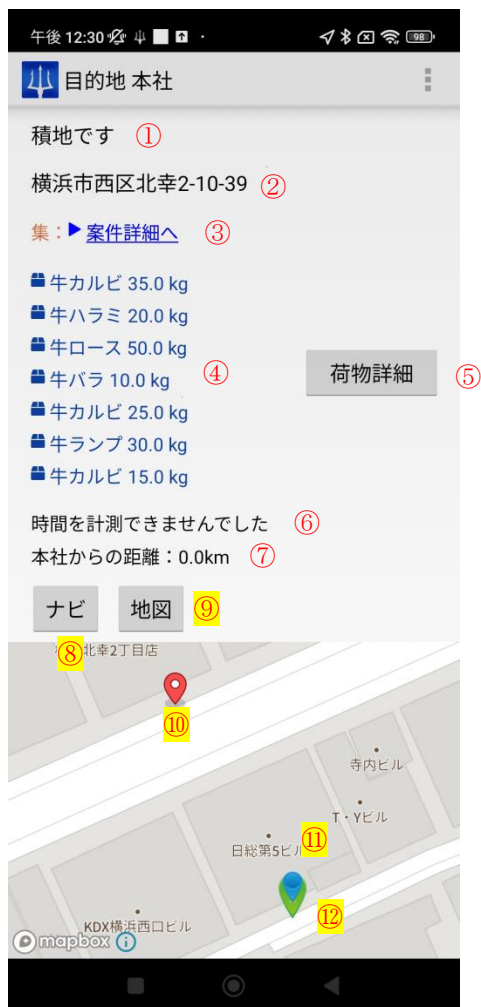 午後 12:30
98
目的地 本社
積地です ①
横浜市西区北幸2-10-39 ②
集：▶案件詳細へ ③
牛カルビ 35.0 kg
牛ハラミ 20.0 kg
牛ロース 50.0 kg
牛バラ 10.0 kg ④ 荷物詳細 ⑤
牛カルビ 25.0 kg
牛ランプ 30.0 kg
牛カルビ 15.0 kg
時間を計測できませんでした ⑥
本社からの距離：0.0km ⑦
ナビ 地図 ⑨
⑧ 北幸2丁目店
⑩
寺内ビル
T・Yビル
⑪
日総第5ビル
⑫
KDX横浜西口ビル
mapbox